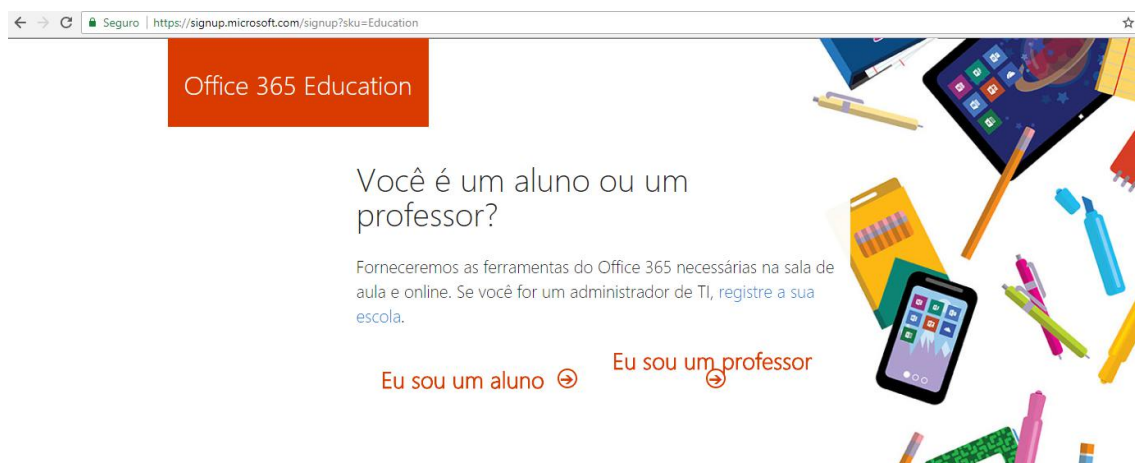 Seguro | https://signup.microsoft.com/signup?sku=Education
Office 365 Education
Você é um aluno ou um
professor?
Forneceremos as ferramentas do Office 365 necessárias na sala de
aula e online. Se você for um administrador de TI, registre a sua
escola.
Eu sou um aluno
Eu sou um professor